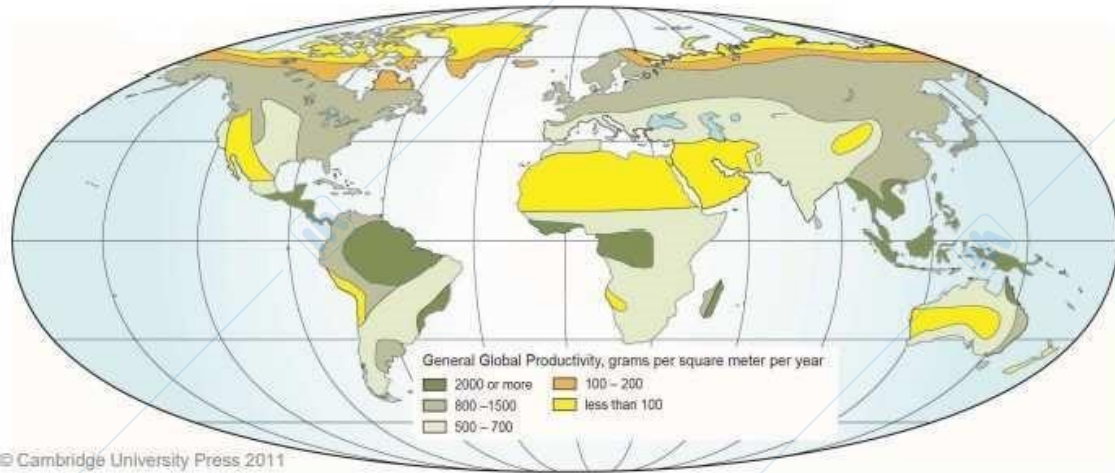 General Global Productivity, grams per square meter per year
2000 or more
800 –1500
500 – 700
100 – 200
less than 100
© Cambridge University Press 2011